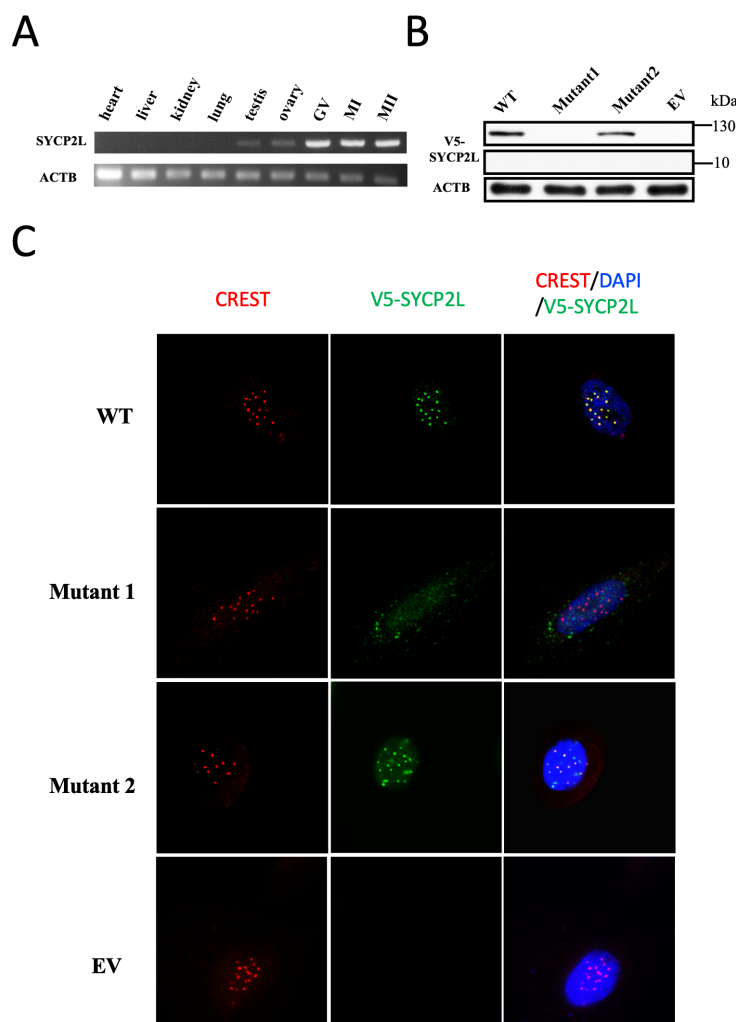 A
heart liver kidney lung testis ovary GV MI MII
SYCP2L
ACTB
B
WT Mutant1 Mutant2 EV
kDa
130
V5-
SYCP2L
10
ACTB
C
CREST V5-SYCP2L CREST/DAPI
/V5-SYCP2L
WT
Mutant 1
Mutant 2
EV